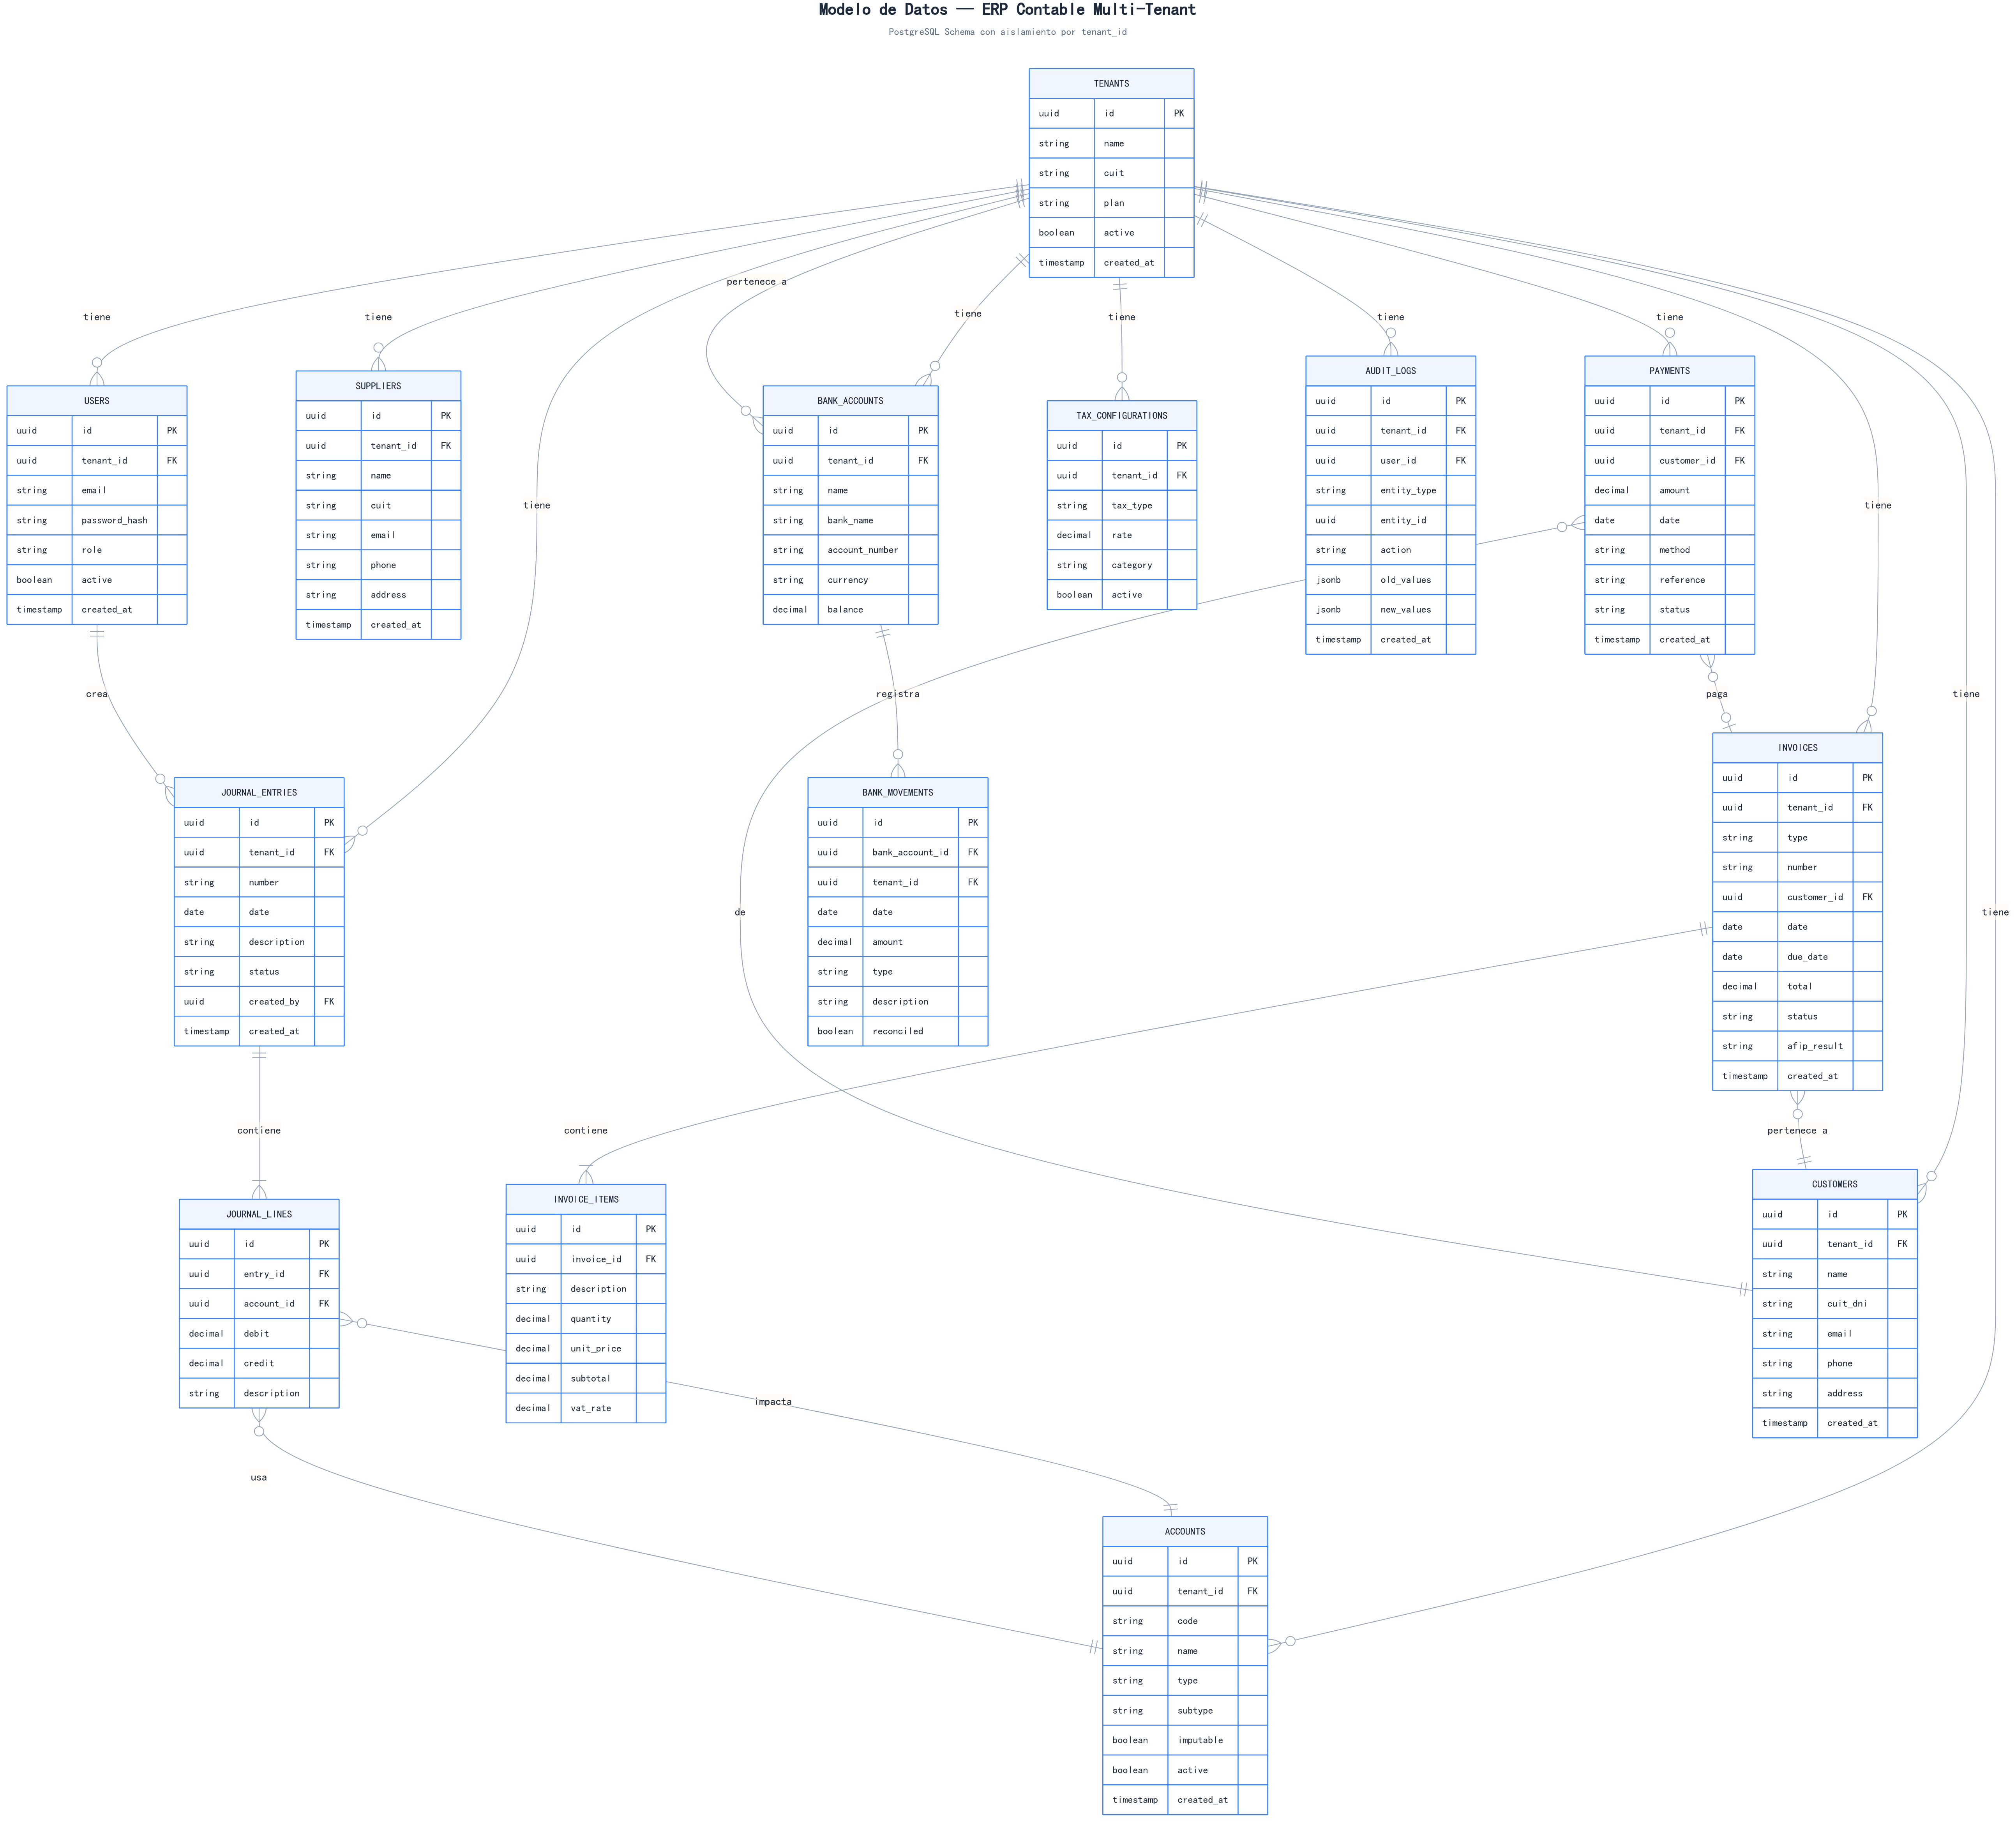 Modelo de Datos — ERP Contable Multi-Tenant
PostgreSQL Schema con aislamiento por tenant_id
TENANTS
uuid id PK
string name
string cuit
string plan
boolean active
timestamp created_at
pertenece a
tiene
tiene
tiene
tiene
tiene
tiene
USERS
uuid id PK
uuid tenant_id FK
string email
string password_hash
string role
boolean active
timestamp created_at
SUPPLIERS
uuid id PK
uuid tenant_id FK
string name
string cuit
string email
string phone
string address
timestamp created_at
tiene
BANK_ACCOUNTS
uuid id PK
uuid tenant_id FK
string name
string bank_name
string account_number
string currency
decimal balance
TAX_CONFIGURATIONS
uuid id PK
uuid tenant_id FK
string tax_type
decimal rate
string category
boolean active
AUDIT_LOGS
uuid id PK
uuid tenant_id FK
uuid user_id FK
string entity_type
uuid entity_id
string action
jsonb old_values
jsonb new_values
timestamp created_at
PAYMENTS
uuid id PK
uuid tenant_id FK
uuid customer_id FK
decimal amount
date date
string method
string reference
string status
timestamp created_at
tiene
crea
registra
paga
tiene
JOURNAL_ENTRIES
uuid id PK
uuid tenant_id FK
string number
date date
string description
string status
uuid created_by FK
timestamp created_at
de
BANK_MOVEMENTS
uuid id PK
uuid bank_account_id FK
uuid tenant_id FK
date date
decimal amount
string type
string description
boolean reconciled
INVOICES
uuid id PK
uuid tenant_id FK
string type
string number
uuid customer_id FK
date date
date due_date
decimal total
string status
string afip_result
timestamp created_at
tiene
contiene
contiene
pertenece a
JOURNAL_LINES
uuid id PK
uuid entry_id FK
uuid account_id FK
decimal debit
decimal credit
string description
INVOICE_ITEMS
uuid id PK
uuid invoice_id FK
string description
decimal quantity
decimal unit_price
decimal subtotal
decimal vat_rate
impacta
CUSTOMERS
uuid id PK
uuid tenant_id FK
string name
string cuit_dni
string email
string phone
string address
timestamp created_at
usa
ACCOUNTS
uuid id PK
uuid tenant_id FK
string code
string name
string type
string subtype
boolean imputable
boolean active
timestamp created_at